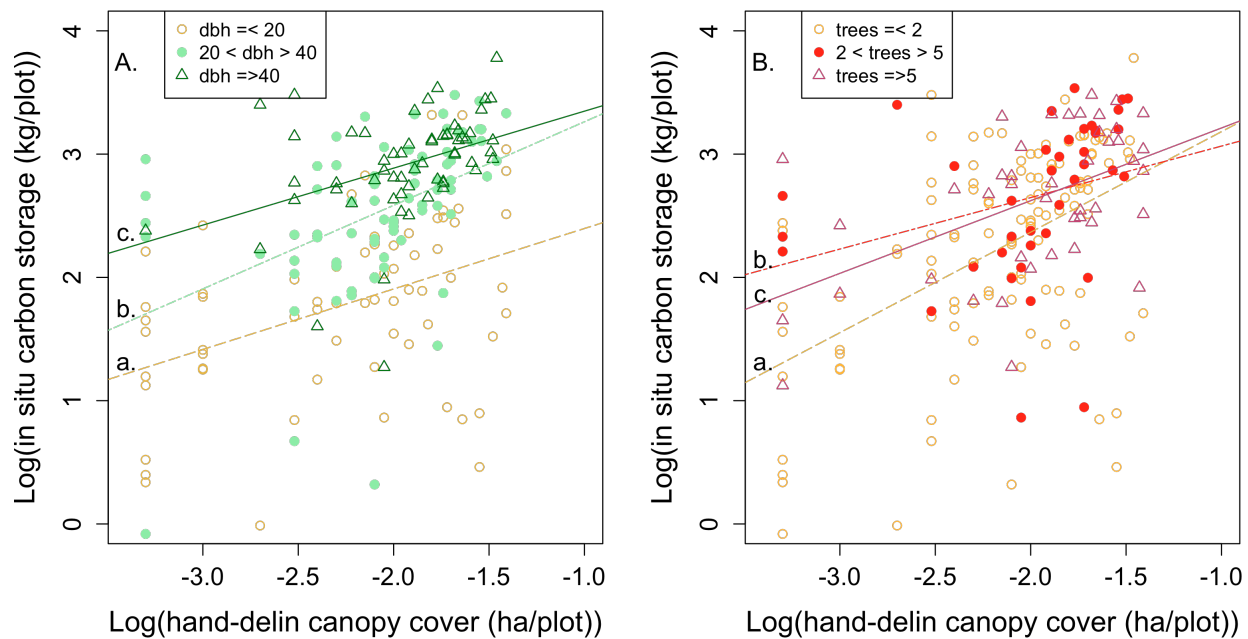 A.
dbh =< 20
20 < dbh > 40
dbh =>40
c.
b.
a.
4
3
2
1
0
-3.0 -2.5 -2.0 -1.5 -1.0
Log(in situ carbon storage (kg/plot))
Log(hand-delin canopy cover (ha/plot))
B.
trees =< 2
2 < trees > 5
trees =>5
b.
c.
a.
4
3
2
1
0
-3.0 -2.5 -2.0 -1.5 -1.0
Log(in situ carbon storage (kg/plot))
Log(hand-delin canopy cover (ha/plot))